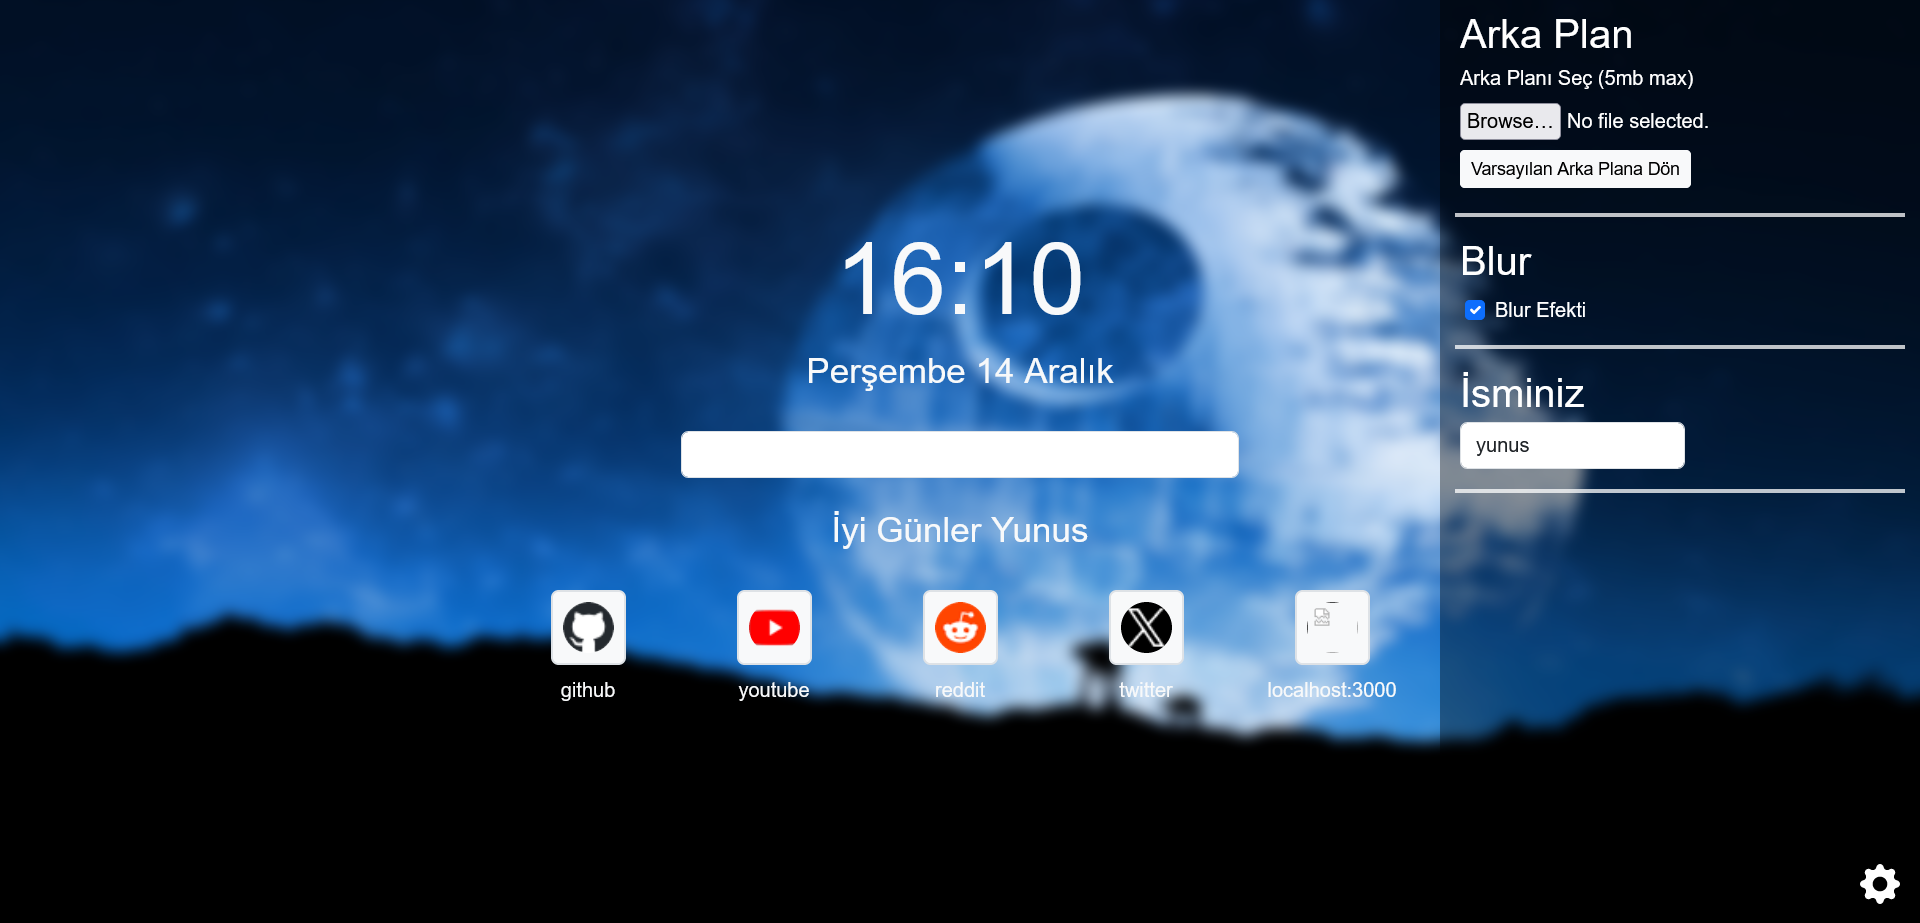 16:10
Perşembe 14 Aralık
İyi Günler Yunus
github
youtube
reddit
twitter
localhost:3000
Arka Plan
Arka Planı Seç (5mb max)
Browse... No file selected.
Varsayılan Arka Plana Dön
Blur
Blur Efekti
İsminiz
yunus